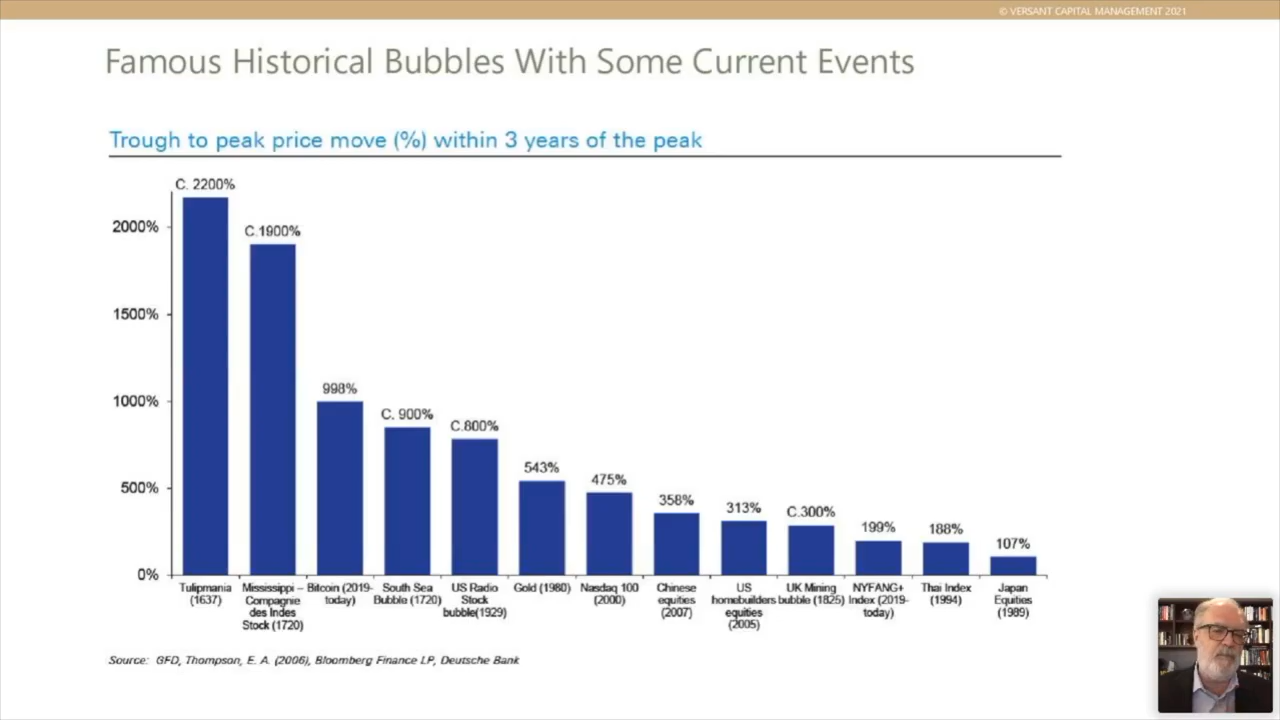 © VERSANT CAPITAL MANAGEMENT 2021
Famous Historical Bubbles With Some Current Events
Trough to peak price move (%) within 3 years of the peak
2000%
1500%
1000%
500%
0%
C. 2200%
C.1900%
998%
C. 900%
C.800%
543%
475%
358%
313%
C.300%
199%
188%
107%
Tulipmania
(1637)
Mississippi –
Compagnie
des Indes
Stock (1720)
Bitcoin (2019-
today)
South Sea
Bubble (1720)
US Radio
Stock
bubble(1929)
Gold (1980)
Nasdaq 100
(2000)
Chinese
equities
(2007)
US
homebuilders
equities
(2005)
UK Mining
bubble (1825)
NYFANG+
Index (2019-
today)
Thai Index
(1994)
Japan
Equities
(1989)
Source: GFD, Thompson, E. A. (2006), Bloomberg Finance LP, Deutsche Bank